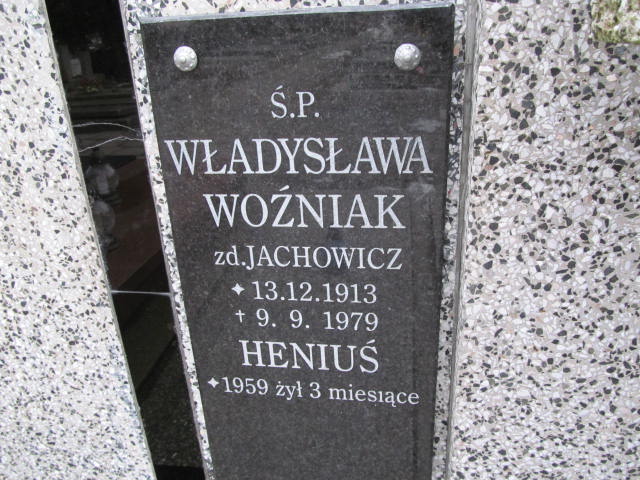 Ś.P.
WŁADYSŁAWA
WOŹNIAK
zd.JACHOWICZ
✦ 13.12.1913
† 9. 9. 1979
HENIUŚ
✦1959 żył 3 miesiące